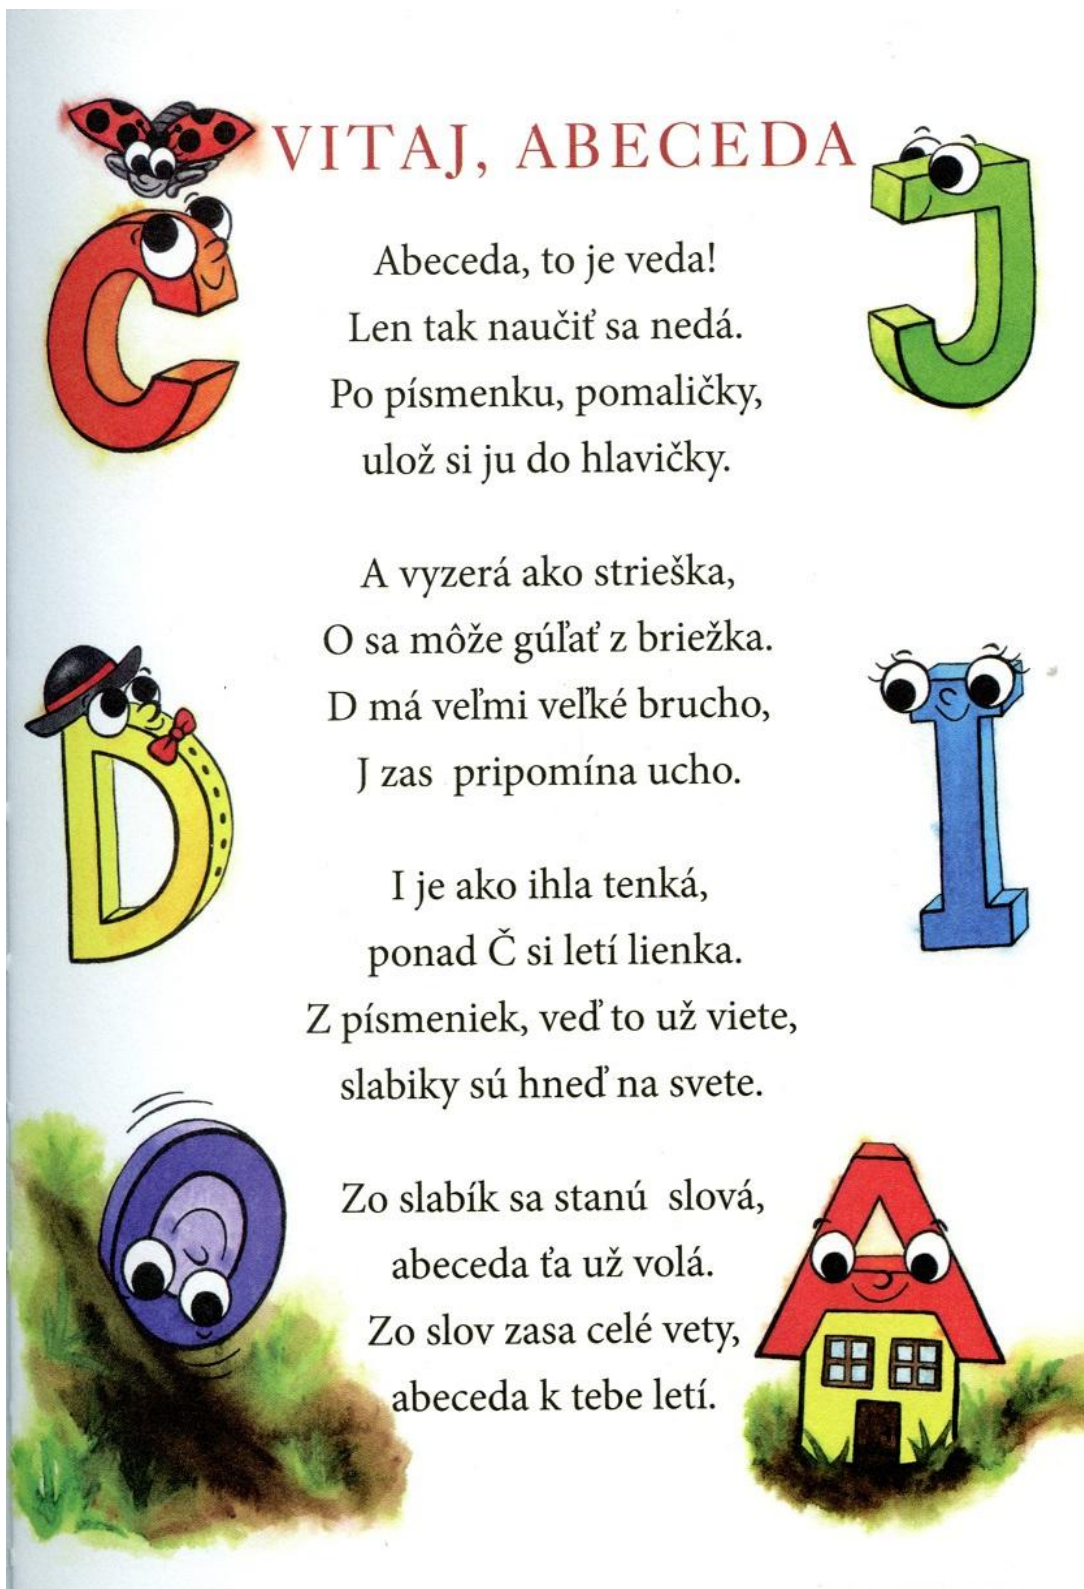 VITAJ, ABECEDA
Abeceda, to je veda!
Len tak naučiť sa nedá.
Po písmenku, pomaličky,
ulož si ju do hlavičky.
A vyzerá ako strieška,
O sa môže gúľať z briežka.
D má veľmi veľké brucho,
J zas pripomína ucho.
I je ako ihla tenká,
ponad Č si letí lienka.
Z písmeniek, veď to už viete,
slabiky sú hneď na svete.
Zo slabík sa stanú slová,
abeceda ťa už volá.
Zo slov zasa celé vety,
abeceda k tebe letí.